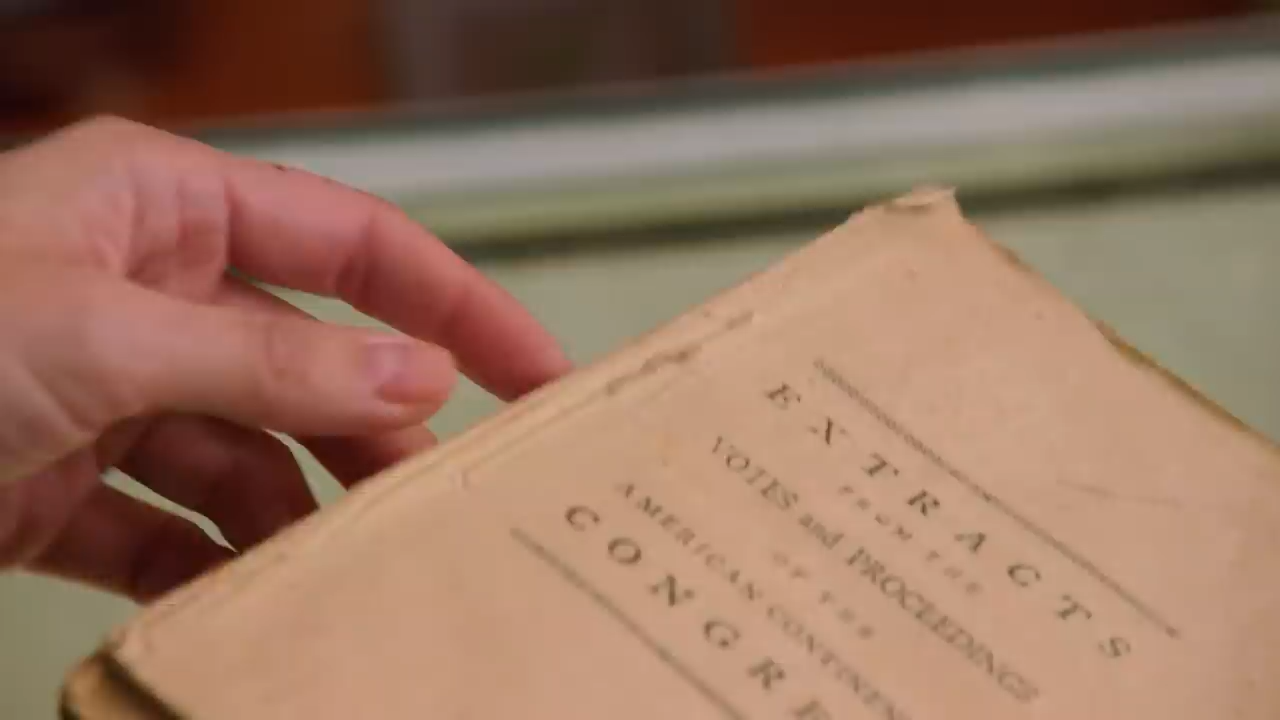 EXTRACTS
FROM THE
VOTES and PROCEEDINGS
OF THE
AMERICAN CONTINEN
CONGRE